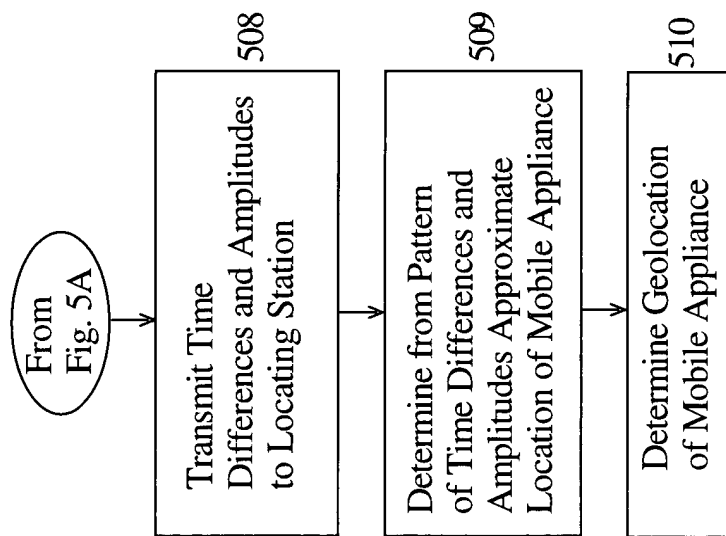 From
Fig. 5A
Transmit Time
Differences and Amplitudes
to Locating Station
508
Determine from Pattern
of Time Differences and
Amplitudes Approximate
Location of Mobile Appliance
509
Determine Geolocation
of Mobile Appliance
510